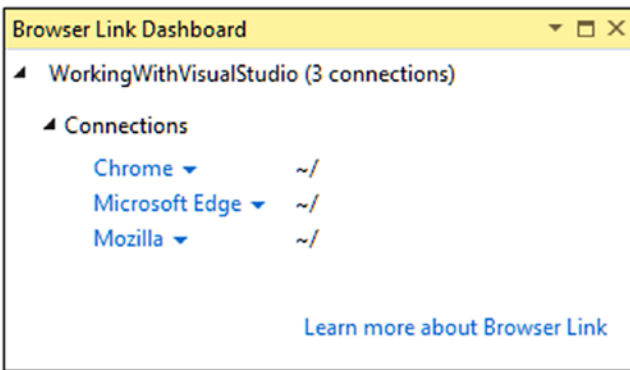 Browser Link Dashboard
WorkingWithVisualStudio (3 connections)
Connections
Chrome ~/
Microsoft Edge ~/
Mozilla ~/
Learn more about Browser Link